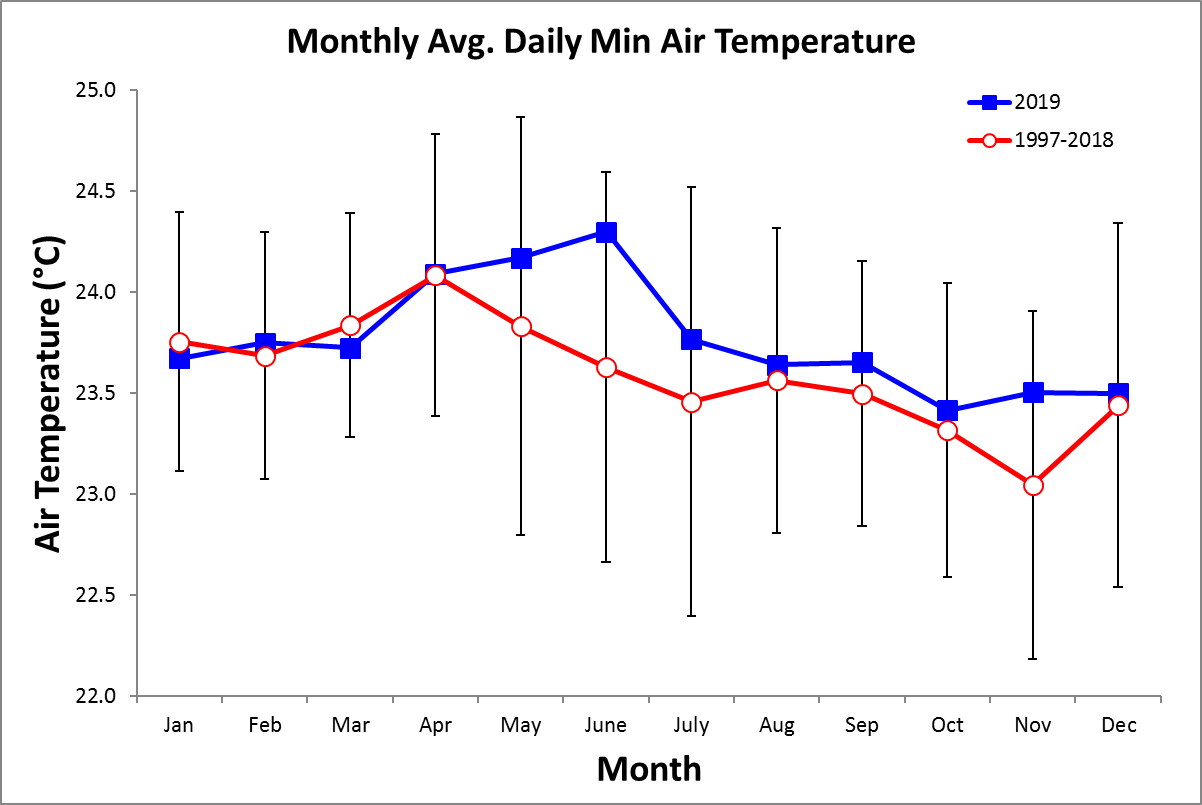 Monthly Avg. Daily Min Air Temperature
2019
1997-2018
Air Temperature (°C)
25.0
24.5
24.0
23.5
23.0
22.5
22.0
Jan Feb Mar Apr May June July Aug Sep Oct Nov Dec
Month